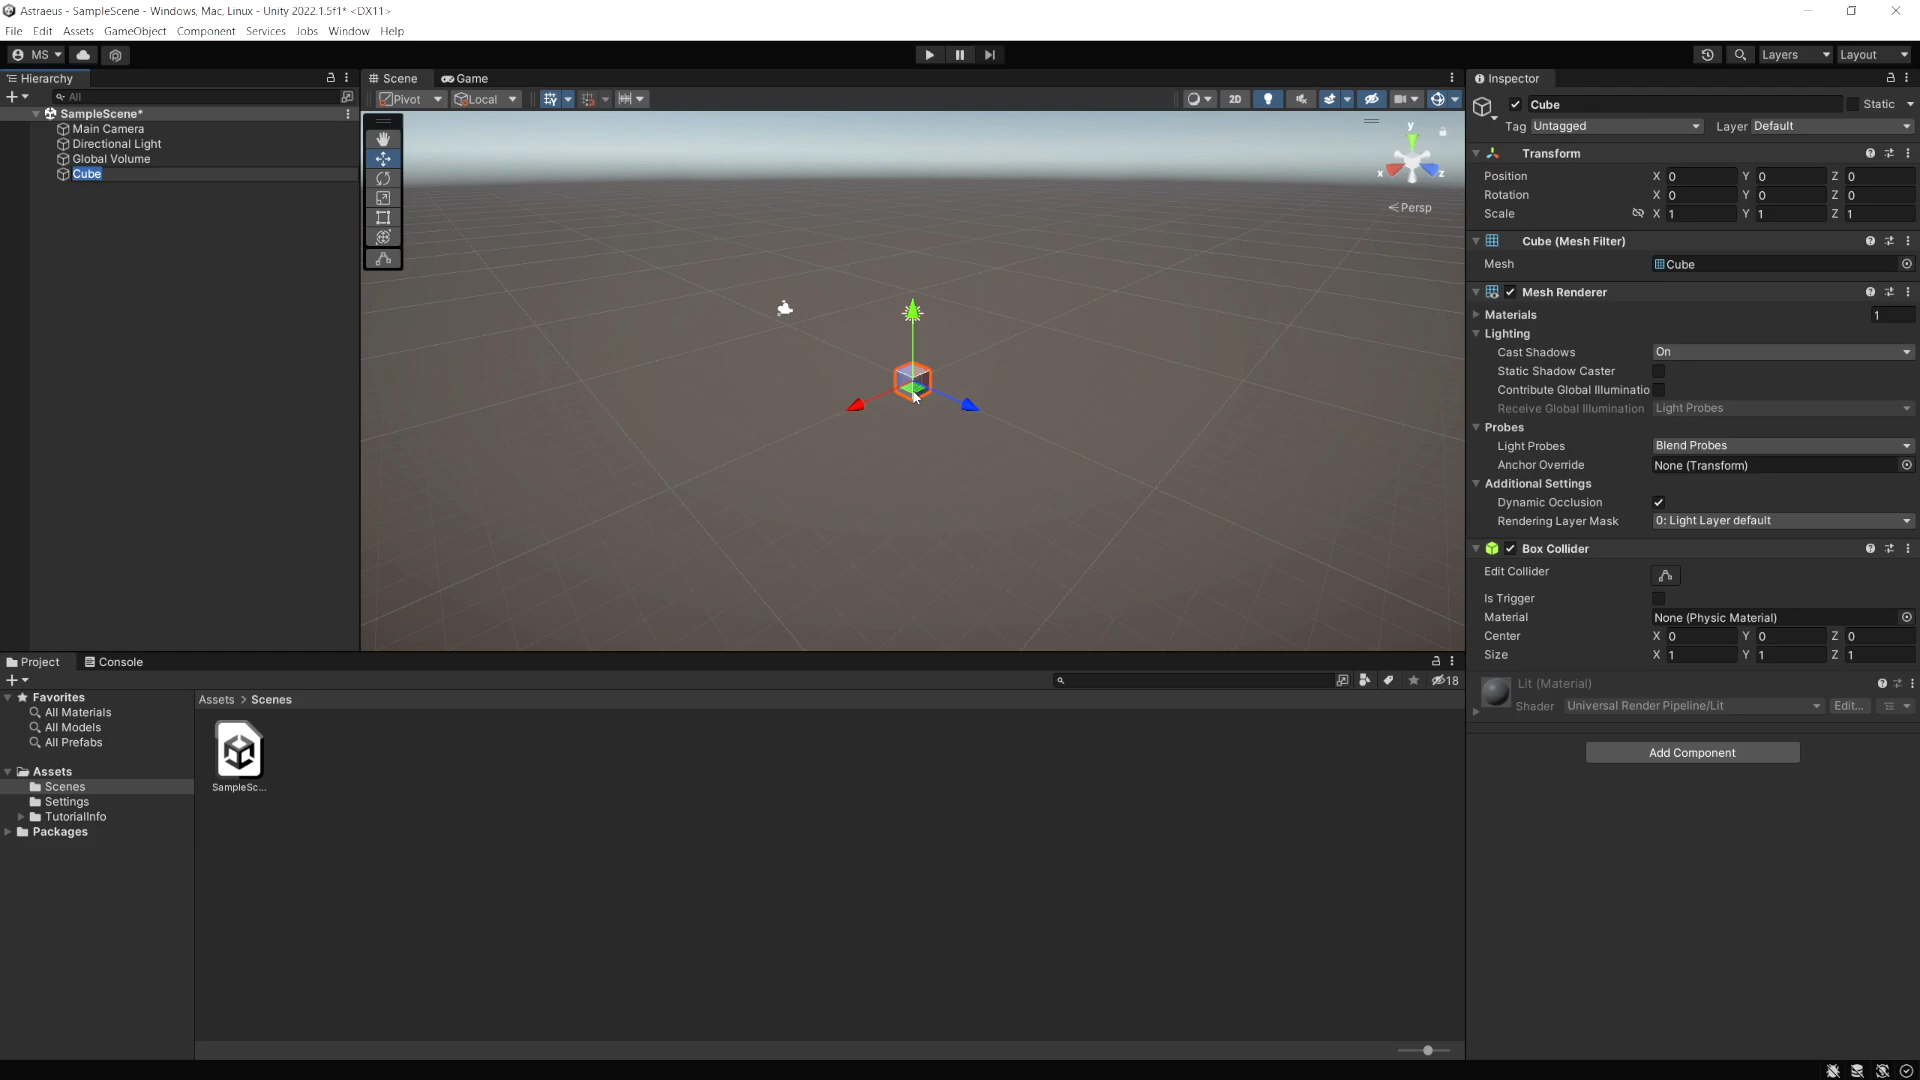 Astraeus - SampleScene - Windows, Mac, Linux - Unity 2022.1.5f1* <DX11>
File Edit Assets GameObject Component Services Jobs Window Help
MS Layers Layout
Hierarchy
All
SampleScene*
Main Camera
Directional Light
Global Volume
Cube
Scene Game
Pivot Local 2D
y
x z
Persp
Inspector
Cube Static
Tag Untagged Layer Default
Transform
Position X 0 Y 0 Z 0
Rotation X 0 Y 0 Z 0
Scale X 1 Y 1 Z 1
Cube (Mesh Filter)
Mesh Cube
Mesh Renderer
Materials 1
Lighting
Cast Shadows On
Static Shadow Caster
Contribute Global Illuminatio
Receive Global Illumination Light Probes
Probes
Light Probes Blend Probes
Anchor Override None (Transform)
Additional Settings
Dynamic Occlusion
Rendering Layer Mask 0: Light Layer default
Box Collider
Edit Collider
Is Trigger
Material None (Physic Material)
Center X 0 Y 0 Z 0
Size X 1 Y 1 Z 1
Lit (Material)
Shader Universal Render Pipeline/Lit Edit...
Add Component
Project Console
18
Favorites
All Materials
All Models
All Prefabs
Assets
Scenes
Settings
TutorialInfo
Packages
Assets > Scenes
SampleSc...